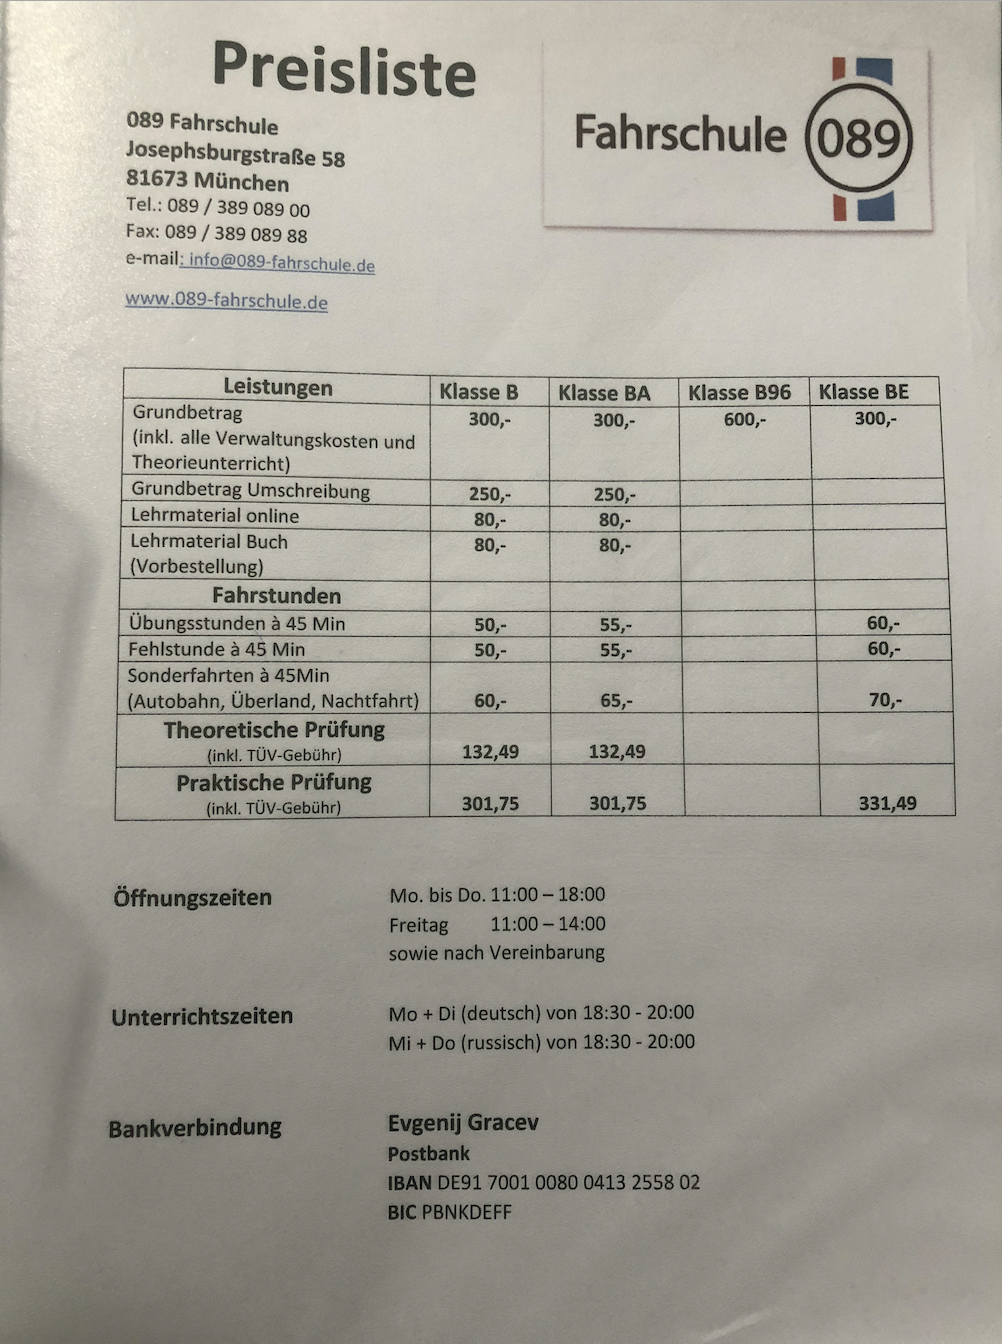 Preisliste
Fahrschule 089
089 Fahrschule
Josephsburgstraße 58
81673 München
Tel.: 089 / 389 089 00
Fax: 089 / 389 089 88
e-mail: info@089-fahrschule.de
www.089-fahrschule.de
Leistungen Klasse B Klasse BA Klasse B96 Klasse BE
Grundbetrag 300,- 300,- 600,- 300,-
(inkl. alle Verwaltungskosten und
Theorieunterricht)
Grundbetrag Umschreibung 250,- 250,-
Lehrmaterial online 80,- 80,-
Lehrmaterial Buch 80,- 80,-
(Vorbestellung)
Fahrstunden
Übungsstunden à 45 Min 50,- 55,- 60,-
Fehlstunde à 45 Min 50,- 55,- 60,-
Sonderfahrten à 45Min
(Autobahn, Überland, Nachtfahrt) 60,- 65,- 70,-
Theoretische Prüfung
(inkl. TÜV-Gebühr) 132,49 132,49
Praktische Prüfung
(inkl. TÜV-Gebühr) 301,75 301,75 331,49
Öffnungszeiten Mo. bis Do. 11:00 – 18:00
Freitag 11:00 – 14:00
sowie nach Vereinbarung
Unterrichtszeiten Mo + Di (deutsch) von 18:30 - 20:00
Mi + Do (russisch) von 18:30 - 20:00
Bankverbindung Evgenij Gracev
Postbank
IBAN DE91 7001 0080 0413 2558 02
BIC PBNKDEFF